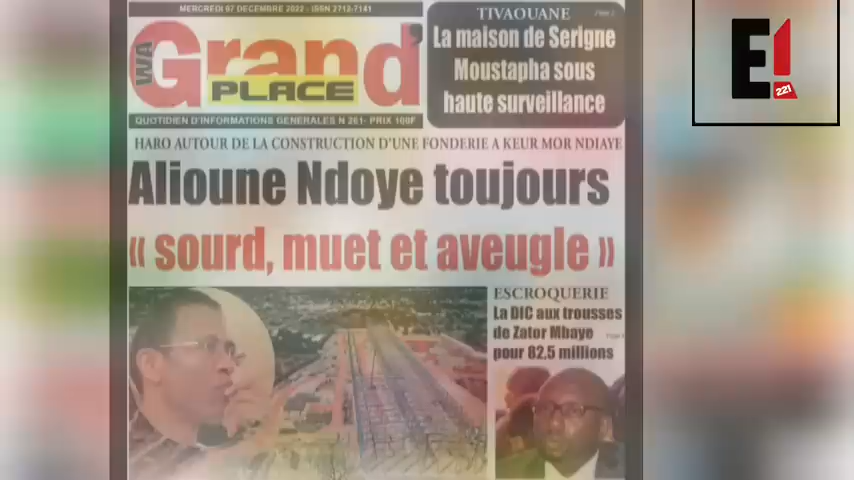 MERCREDI 07 DECEMBRE 2022 - ISSN 2712-7141
WA
Grand'
PLACE
QUOTIDIEN D'INFORMATIONS GENERALES N 261- PRIX 100F
TIVAOUANE
La maison de Serigne
Moustapha sous
haute surveillance
E!
221
HARO AUTOUR DE LA CONSTRUCTION D'UNE FONDERIE A KEUR MOR NDIAYE
Alioune Ndoye toujours
« sourd, muet et aveugle »
ESCROQUERIE
La DIC aux trousses
de Zator Mbaye
pour 82.5 millions